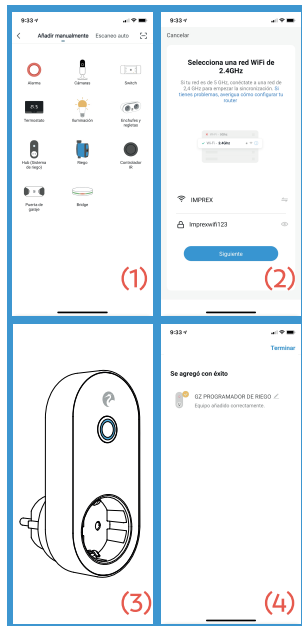 9:33
Añadir manualmente Escaneo auto
Alarma
Cámaras
Switch
21.5
Termostato
Iluminación
Enchufes y
regletas
Hub (Sistema
de riego)
Riego
Controlador
IR
Puerta de
garaje
Bridge
(1)
9:33
Cancelar
Selecciona una red WiFi de
2.4GHz
Si tu red es de 5 GHz, conéctate a una red de
2,4 GHz para empezar la sincronización. Si
tienes problemas, averigua cómo configurar tu
router
IMPREX
Imprexwifi123
Siguiente
(2)
(3)
9:33
Terminar
Se agregó con éxito
QZ PROGRAMADOR DE RIEGO
Equipo añadido correctamente.
(4)